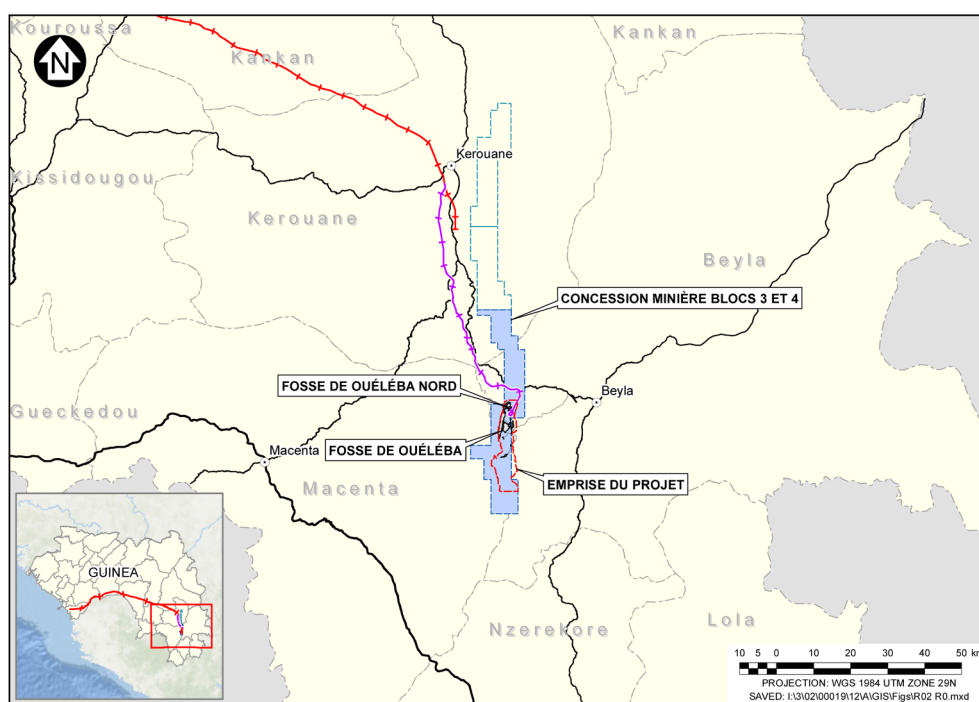 Kouroussa
Kankan
Kankan
N
Kerouane
Kissidougou
Kerouane
Beyla
CONCESSION MINIÈRE BLOCS 3 ET 4
FOSSE DE OUÉLÉBA NORD
Beyla
Gueckedou
FOSSE DE OUÉLÉBA
Macenta
EMPRISE DU PROJET
Macenta
GUINEA
Nzerekore
Lola
10 5 0 10 20 30 40 50 km
PROJECTION: WGS 1984 UTM ZONE 29N
SAVED: I:\3\02\00019\12\A\GIS\Figs\R02 R0.mxd